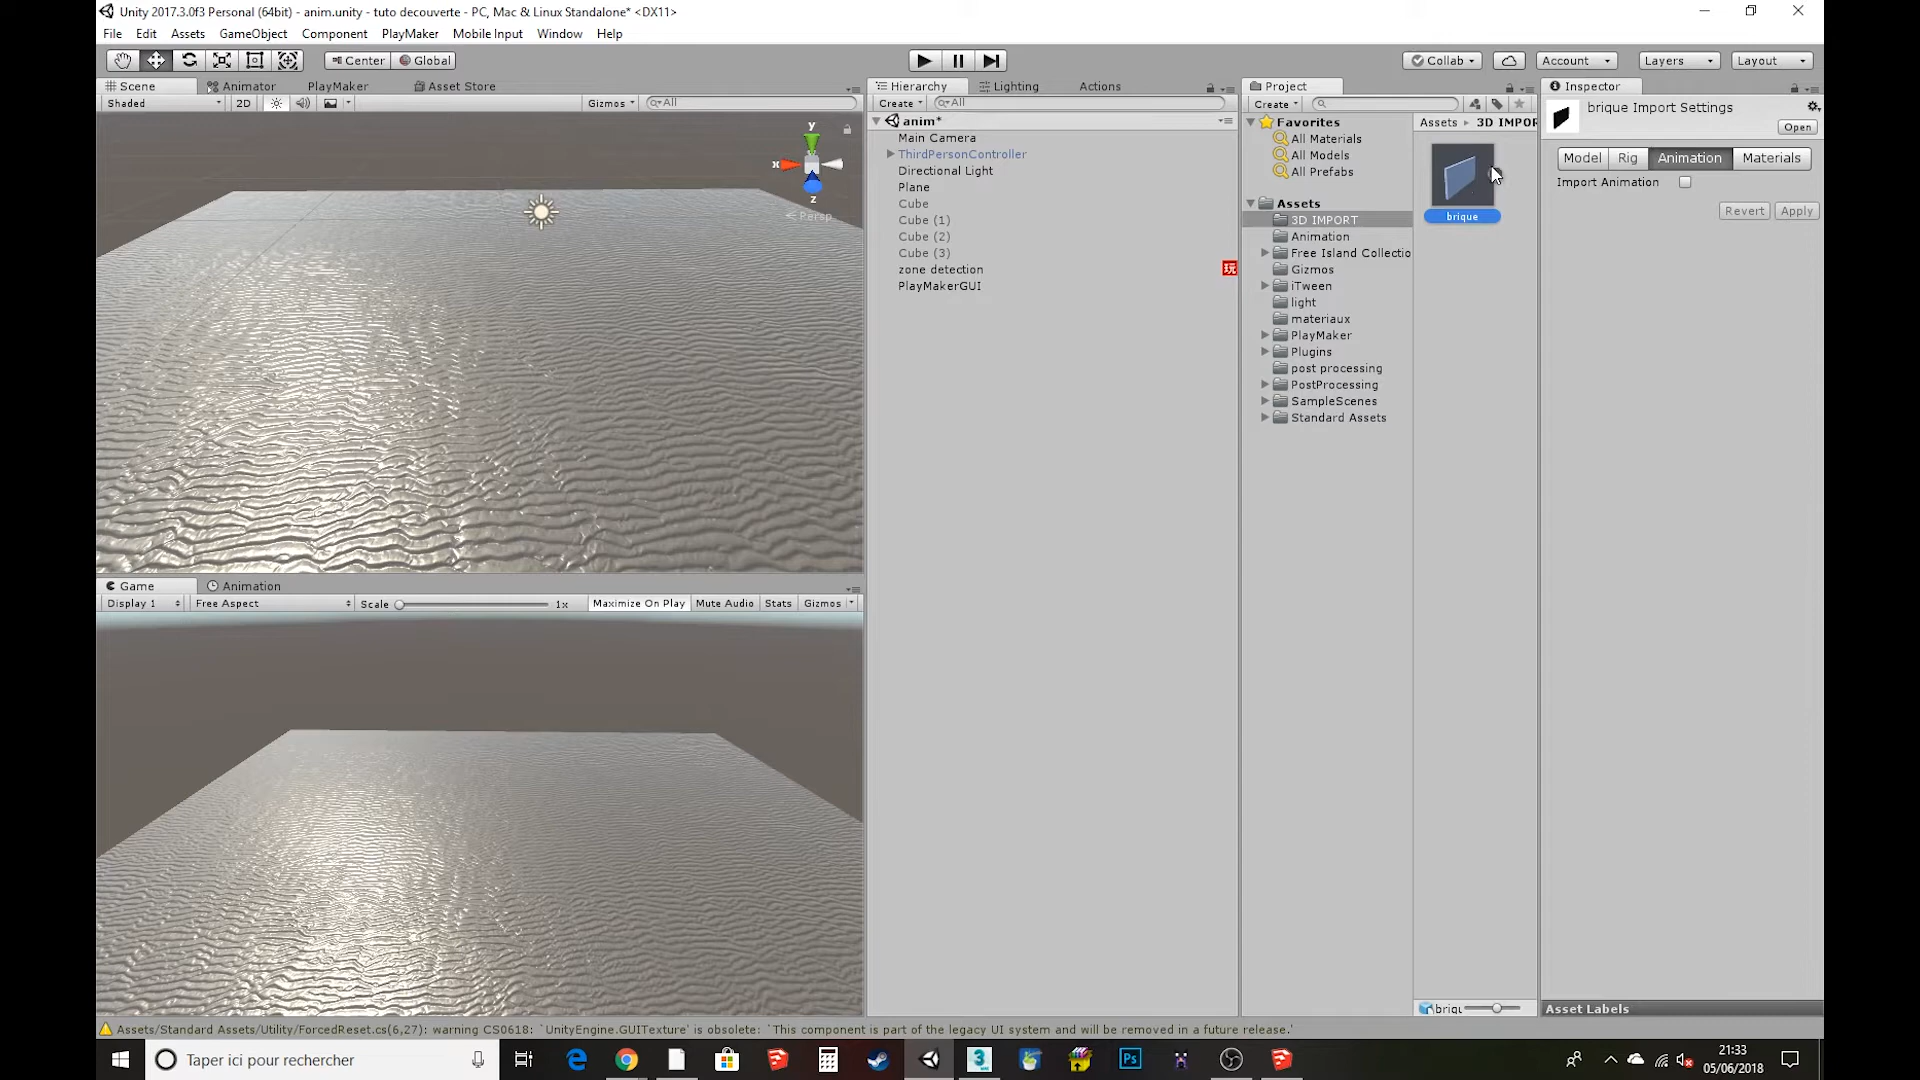 Unity 2017.3.0f3 Personal (64bit) - anim.unity - tuto decouverte - PC, Mac & Linux Standalone* <DX11>
File Edit Assets GameObject Component PlayMaker Mobile Input Window Help
Center Global Collab Account Layers Layout
Scene Animator PlayMaker Asset Store
Shaded 2D Gizmos All
y
x
z
Persp
Hierarchy Lighting Actions
Create All
anim*
Main Camera
ThirdPersonController
Directional Light
Plane
Cube
Cube (1)
Cube (2)
Cube (3)
zone detection
玩
PlayMakerGUI
Project
Create
Favorites
All Materials
All Models
All Prefabs
Assets
3D IMPORT
Animation
Free Island Collectio
Gizmos
iTween
light
materiaux
PlayMaker
Plugins
post processing
PostProcessing
SampleScenes
Standard Assets
Assets 3D IMPOR
brique
briqu
Inspector
brique Import Settings
Open
Model Rig Animation Materials
Import Animation
Revert Apply
Asset Labels
Game Animation
Display 1 Free Aspect Scale 1x Maximize On Play Mute Audio Stats Gizmos
Assets/Standard Assets/Utility/ForcedReset.cs(6,27): warning CS0618: `UnityEngine.GUITexture' is obsolete: `This component is part of the legacy UI system and will be removed in a future release.'
Taper ici pour rechercher
3
Ps
21:33
05/06/2018